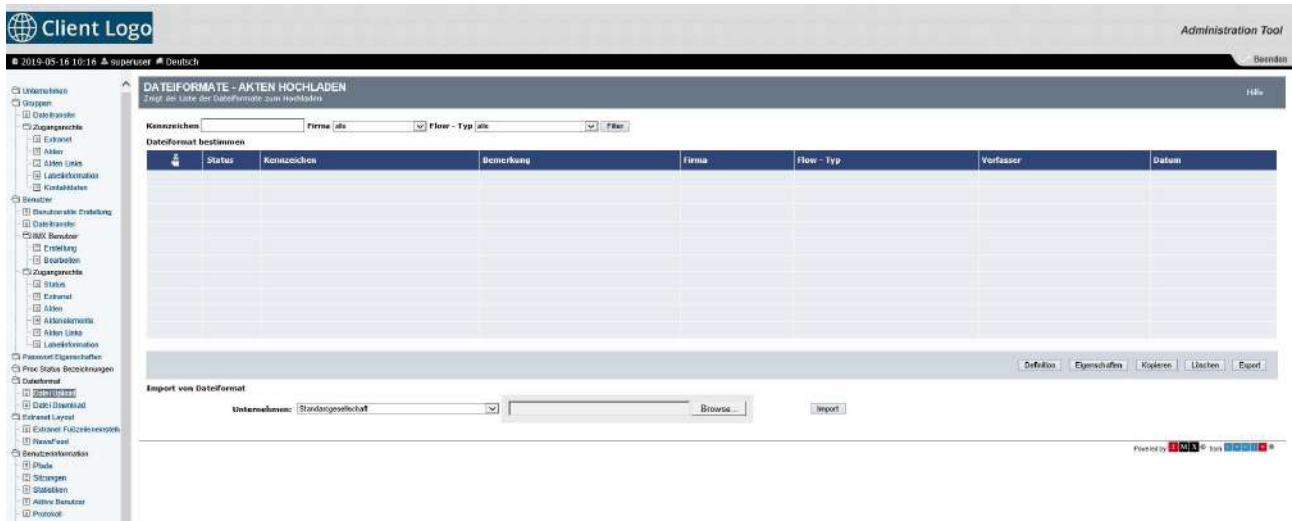 Client Logo
Administration Tool
2019-05-16 10:16 superuser Deutsch
Beenden
Unternehmen
Gruppen
Dateitransfer
Zugangsrechte
Extranet
Akten
Akten Links
Labelinformation
Kontaktdaten
Benutzer
Benutzerakte Erstellung
Dateitransfer
IMX Benutzer
Erstellung
Bearbeiten
Zugangsrechte
Status
Extranet
Akten
Aktenelemente
Akten Links
Labelinformation
Passwort Eigenschaften
Proc Status Bezeichnungen
Dateiformat
Datei Download
Extranet Layout
Extranet Fußzeileneinstell
NewsFeed
Benutzerinformation
Pfade
Sitzungen
Statistiken
Aktive Benutzer
Protokoll
DATEIFORMATE - AKTEN HOCHLADEN
Zeigt der Liste der Dateiformate zum Hochladen
Hilfe
Kennzeichen Firma alle Flow - Typ alle Filter
Dateiformat bestimmen
Status Kennzeichen Bemerkung Firma Flow - Typ Verfasser Datum
Definition Eigenschaften Kopieren Löschen Export
Import von Dateiformat
Unternehmen: Standardgesellschaft Browse... Import
Powered by IMX © from